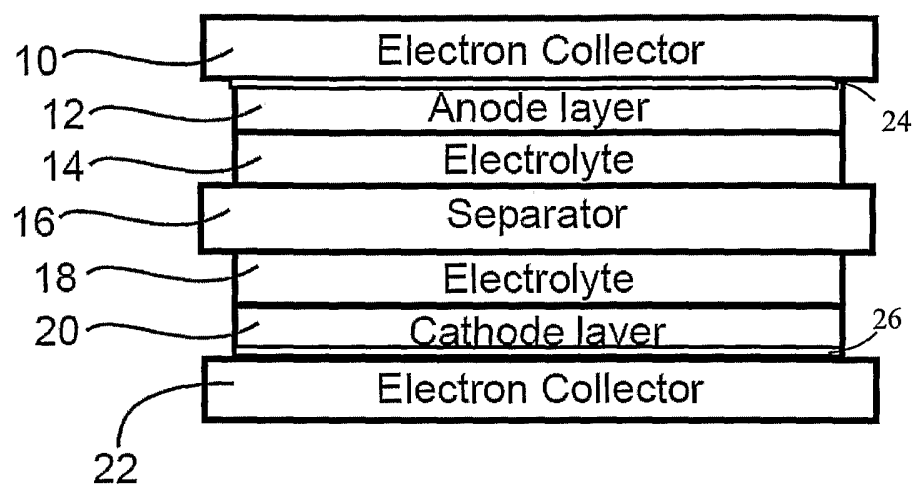 10 Electron Collector
12 Anode layer 24
14 Electrolyte
16 Separator
18 Electrolyte
20 Cathode layer 26
Electron Collector
22